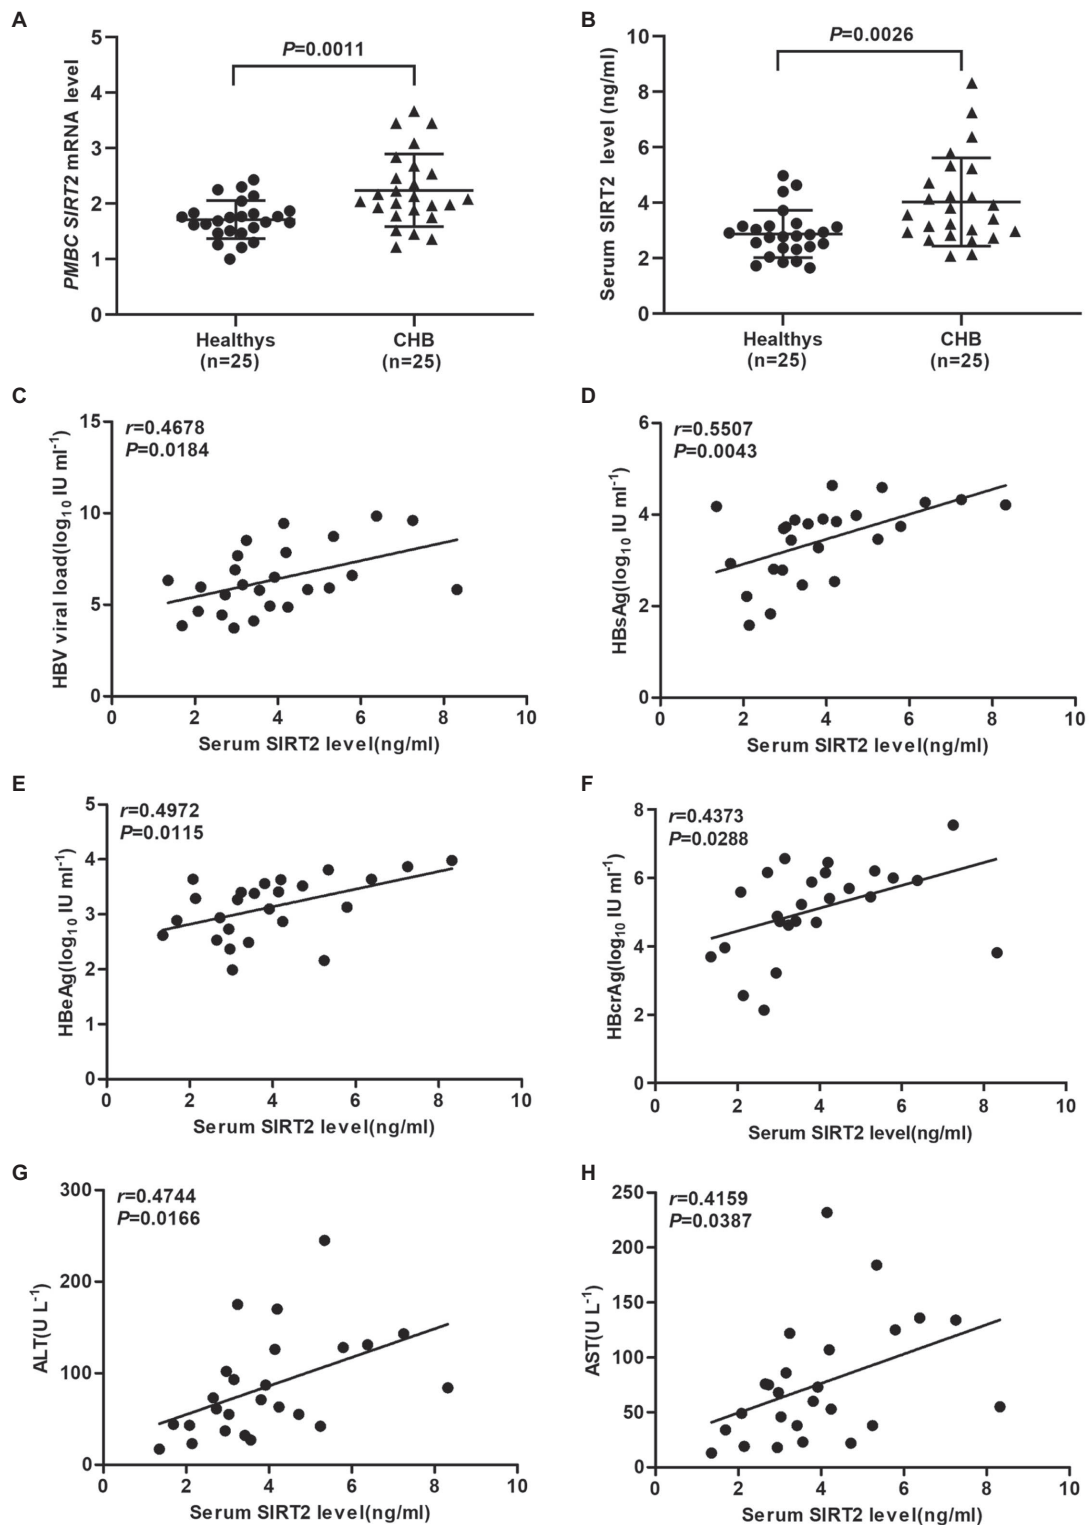 A
PMBC SIRT2 mRNA level
5
4
3
2
1
0
P=0.0011
Healthys
(n=25)
CHB
(n=25)
B
Serum SIRT2 level (ng/ml)
10
8
6
4
2
0
P=0.0026
Healthys
(n=25)
CHB
(n=25)
C
HBV viral load(log10 IU ml-1)
15
10
5
0
r=0.4678
P=0.0184
0 2 4 6 8 10
Serum SIRT2 level(ng/ml)
D
HBsAg(log10 IU ml-1)
6
4
2
0
r=0.5507
P=0.0043
0 2 4 6 8 10
Serum SIRT2 level(ng/ml)
E
HBeAg(log10 IU ml-1)
5
4
3
2
1
0
r=0.4972
P=0.0115
0 2 4 6 8 10
Serum SIRT2 level(ng/ml)
F
HBcrAg(log10 IU ml-1)
8
6
4
2
0
r=0.4373
P=0.0288
0 2 4 6 8 10
Serum SIRT2 level(ng/ml)
G
ALT(U L-1)
300
200
100
0
r=0.4744
P=0.0166
0 2 4 6 8 10
Serum SIRT2 level(ng/ml)
H
AST(U L-1)
250
200
150
100
50
0
r=0.4159
P=0.0387
0 2 4 6 8 10
Serum SIRT2 level(ng/ml)